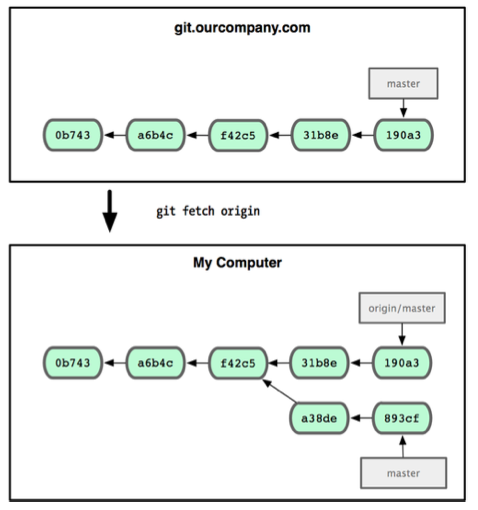 git.ourcompany.com
master
0b743 a6b4c f42c5 31b8e 190a3
git fetch origin
My Computer
origin/master
0b743 a6b4c f42c5 31b8e 190a3
a38de 893cf
master